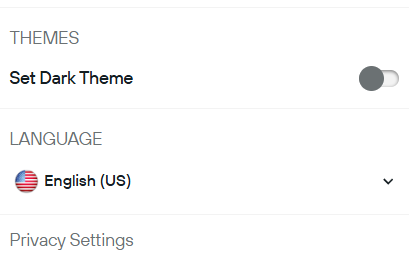 THEMES
Set Dark Theme
LANGUAGE
English (US)
Privacy Settings